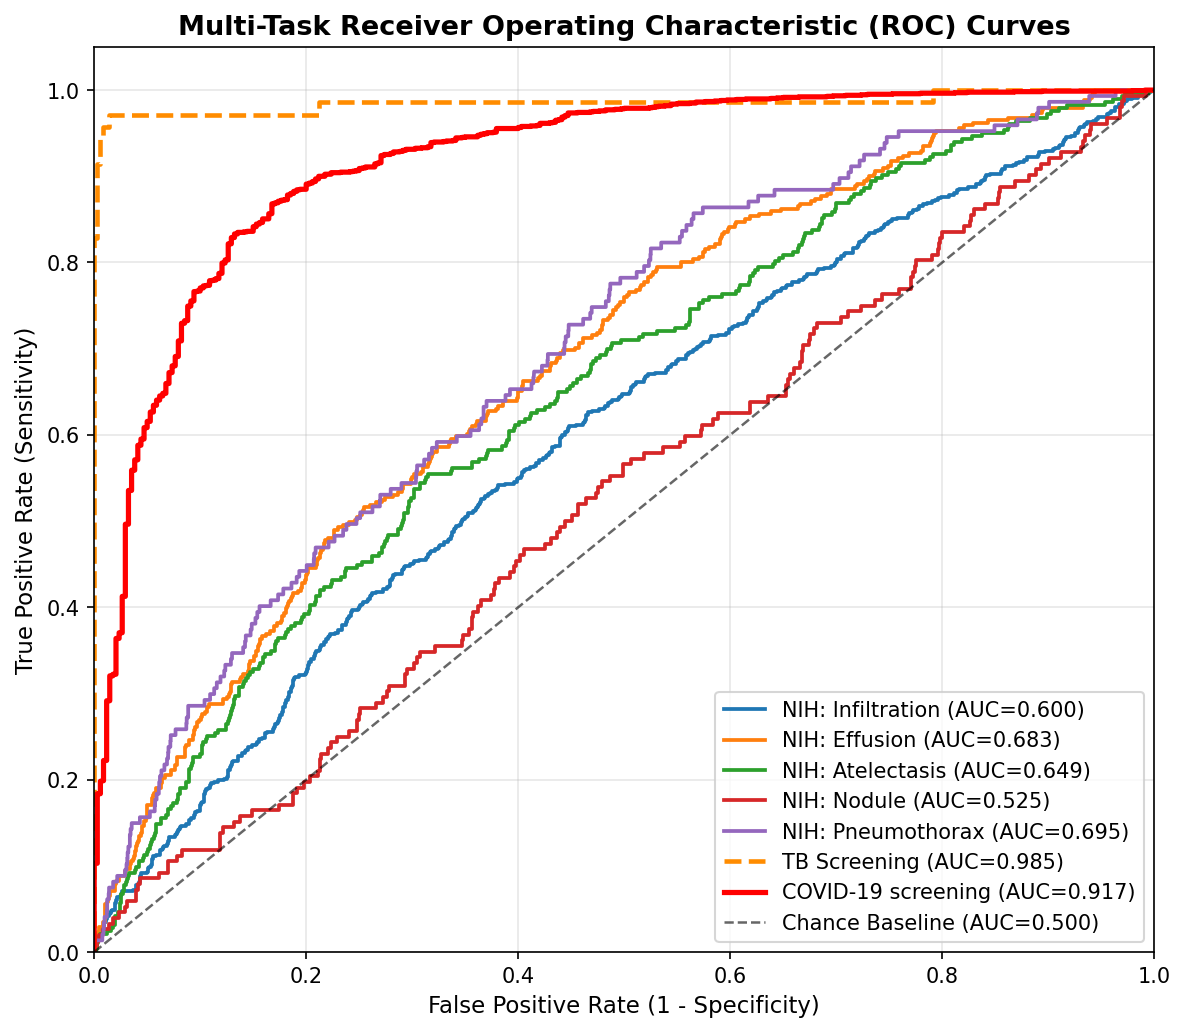 Multi-Task Receiver Operating Characteristic (ROC) Curves
True Positive Rate (Sensitivity)
1.0
0.8
0.6
0.4
0.2
0.0
NIH: Infiltration (AUC=0.600)
NIH: Effusion (AUC=0.683)
NIH: Atelectasis (AUC=0.649)
NIH: Nodule (AUC=0.525)
NIH: Pneumothorax (AUC=0.695)
TB Screening (AUC=0.985)
COVID-19 screening (AUC=0.917)
Chance Baseline (AUC=0.500)
0.0 0.2 0.4 0.6 0.8 1.0
False Positive Rate (1 - Specificity)